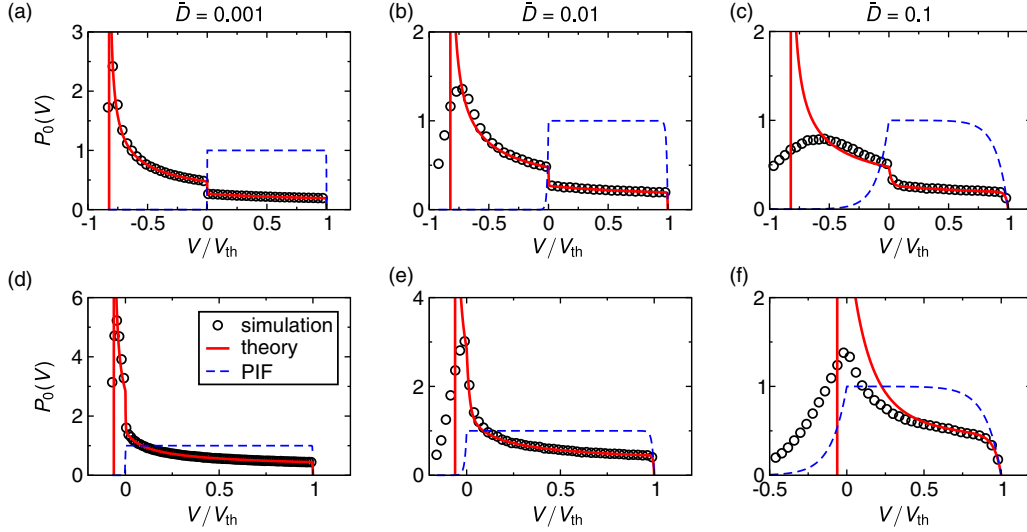 (a) D̄ = 0.001 (b) D̄ = 0.01 (c) D̄ = 0.1
3
2
1
0
P₀(V)
-1 -0.5 0 0.5 1
V / Vth
2
1
0
-1 -0.5 0 0.5 1
V / Vth
2
1
0
-1 -0.5 0 0.5 1
V / Vth
(d) (e) (f)
6
4
2
0
P₀(V)
simulation
theory
PIF
0 0.5 1
V / Vth
4
2
0
0 0.5 1
V / Vth
2
1
0
-0.5 0 0.5 1
V / Vth